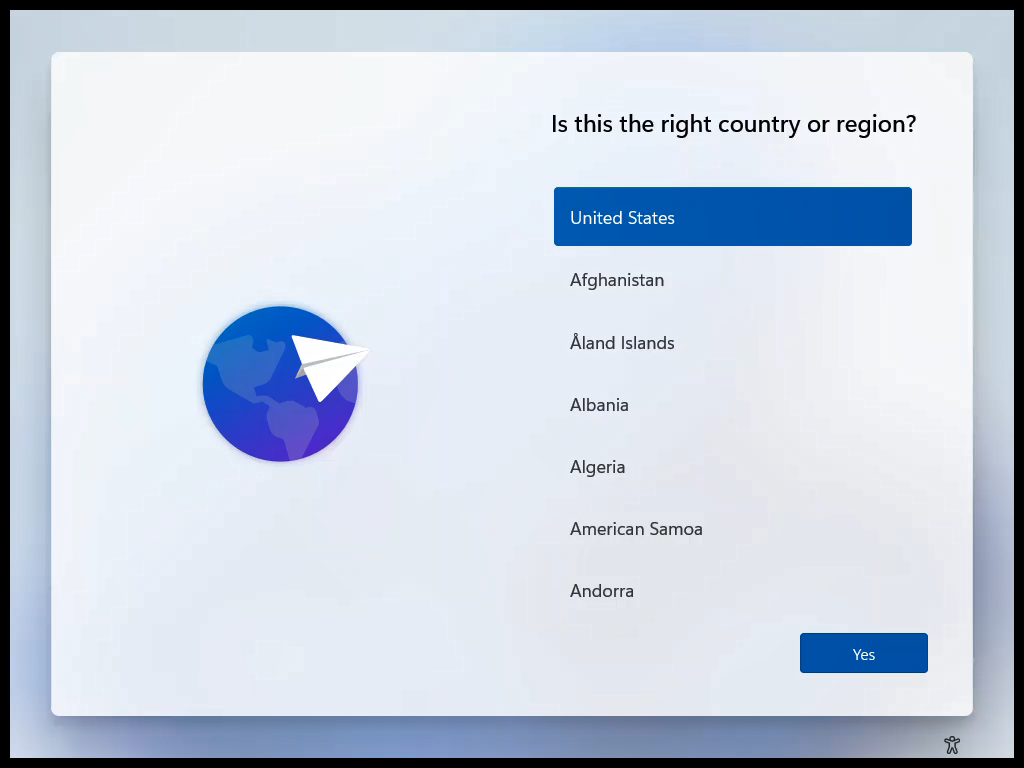 Is this the right country or region?
United States
Afghanistan
Åland Islands
Albania
Algeria
American Samoa
Andorra
Yes